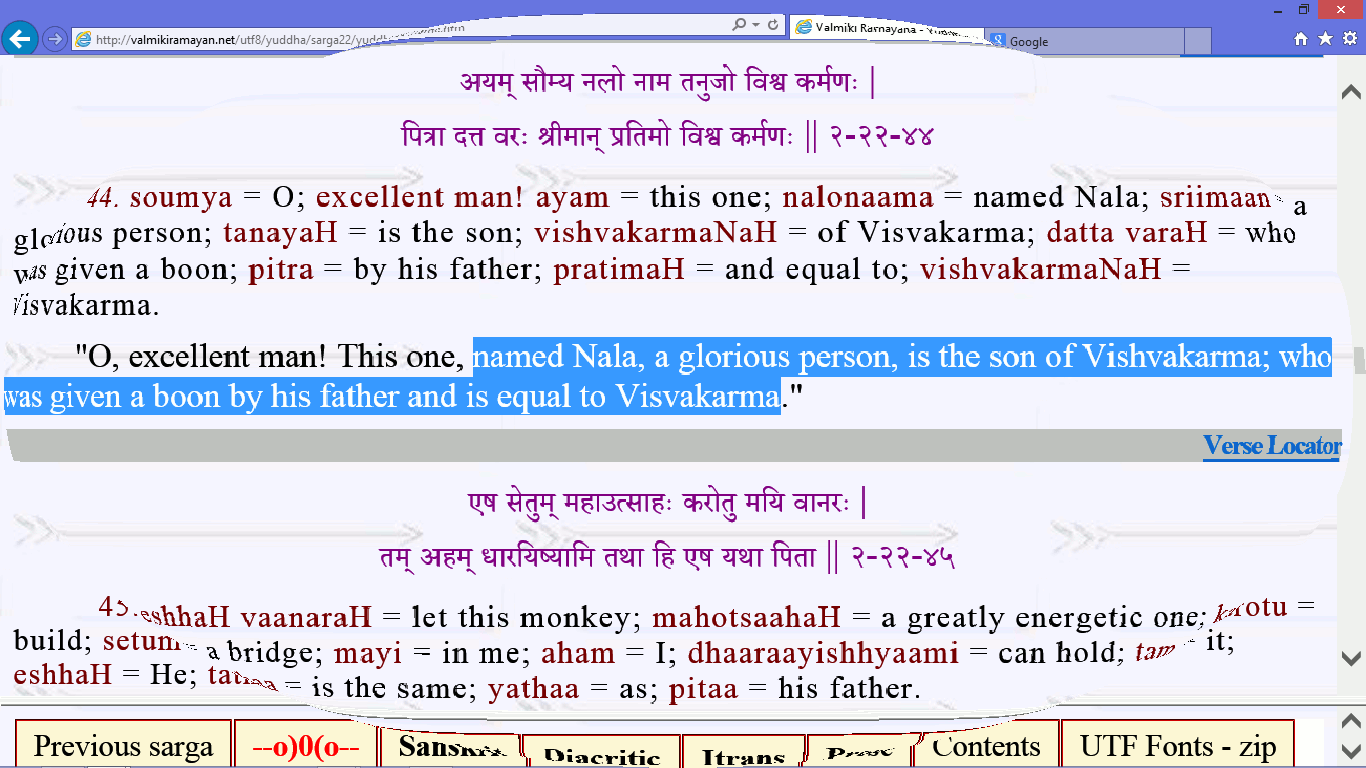 http://valmikiramayan.net/utf8/yuddha/sarga22/
Valmiki Ramayana -
Google
अयम् सौम्य नलो नाम तनुजो विश्व कर्मणः |
पित्रा दत्त वरः श्रीमान् प्रतिमो विश्व कर्मणः || २-२२-४४
44. soumya = O; excellent man! ayam = this one; nalonaama = named Nala; sriimaan a
glorious person; tanayaH = is the son; vishvakarmaNaH = of Visvakarma; datta varaH = who
was given a boon; pitra = by his father; pratimaH = and equal to; vishvakarmaNaH =
Visvakarma.
"O, excellent man! This one, named Nala, a glorious person, is the son of Vishvakarma; who
was given a boon by his father and is equal to Visvakarma."
Verse Locator
एष सेतुम् महाउत्साहः करोतु मयि वानरः |
तम् अहम् धारयिष्यामि तथा हि एष यथा पिता || २-२२-४५
45. eshhaH vaanaraH = let this monkey; mahotsaahaH = a greatly energetic one; karotu =
build; setum a bridge; mayi = in me; aham = I; dhaaraayishhyaami = can hold; tam = it;
eshhaH = He; tathaa = is the same; yathaa = as; pitaa = his father.
Previous sarga --o)0(o-- Sanskrit Diacritic Itrans Prose Contents UTF Fonts - zip